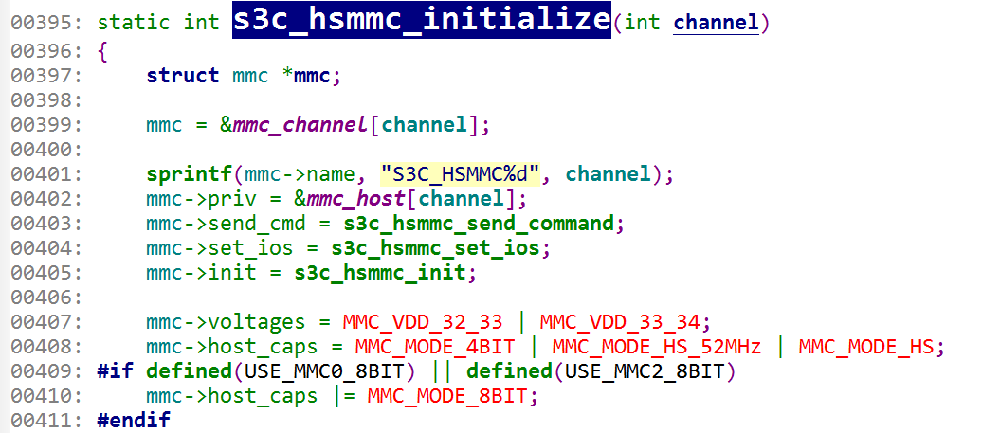 00395: static int s3c_hsmmc_initialize(int channel)
00396: {
00397:     struct mmc *mmc;
00398:
00399:     mmc = &mmc_channel[channel];
00400:
00401:     sprintf(mmc->name, "S3C_HSMMC%d", channel);
00402:     mmc->priv = &mmc_host[channel];
00403:     mmc->send_cmd = s3c_hsmmc_send_command;
00404:     mmc->set_ios = s3c_hsmmc_set_ios;
00405:     mmc->init = s3c_hsmmc_init;
00406:
00407:     mmc->voltages = MMC_VDD_32_33 | MMC_VDD_33_34;
00408:     mmc->host_caps = MMC_MODE_4BIT | MMC_MODE_HS_52MHz | MMC_MODE_HS;
00409: #if defined(USE_MMC0_8BIT) || defined(USE_MMC2_8BIT)
00410:     mmc->host_caps |= MMC_MODE_8BIT;
00411: #endif